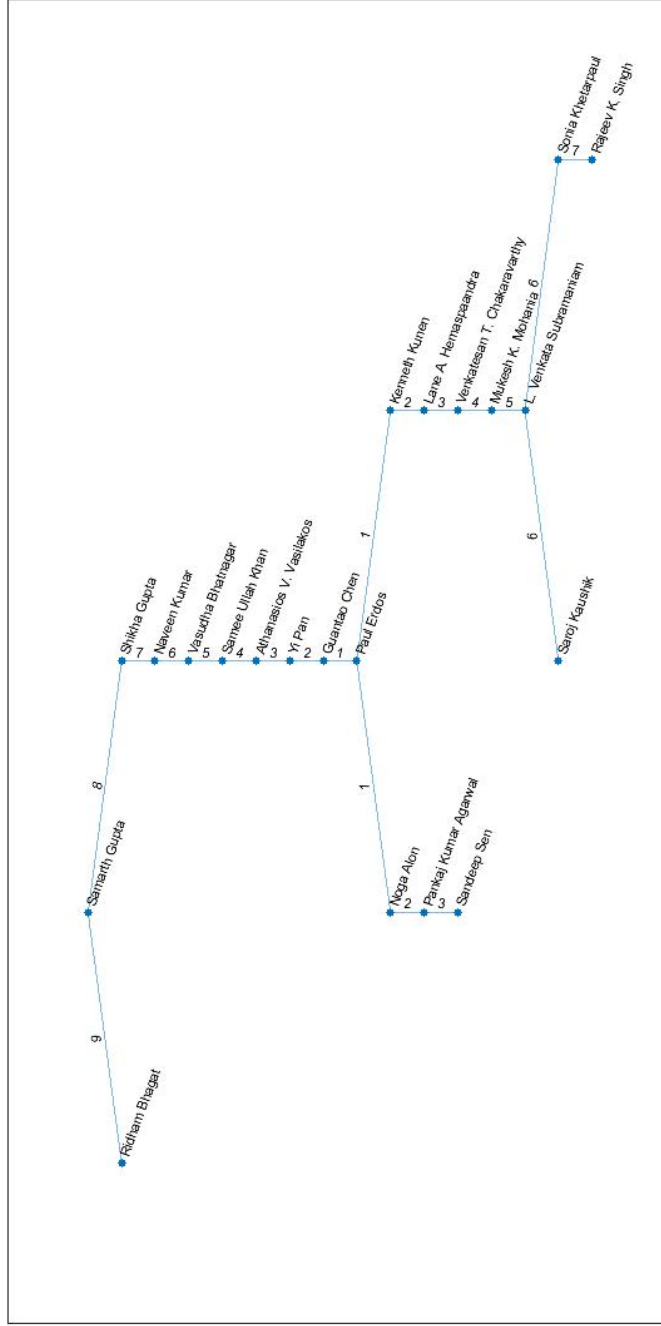 Samarth Gupta
8
9
Shikha Gupta
7
Naveen Kumar
6
Vasudha Bhatnagar
5
Samee Ullah Khan
4
Athanasios V. Vasilakos
3
Yi Pan
2
Guantao Chen
1
Paul Erdos
1
1
Ridham Bhagat
Noga Alon
2
Pankaj Kumar Agarwal
3
Sandeep Sen
Kenneth Kunen
2
Lane A. Hemaspaandra
3
Venkatesan T. Chakaravarthy
4
Mukesh K. Mohania
5
L. Venkata Subramaniam
6
6
Saroj Kaushik
Sonia Khetarpaul
7
Rajeev K. Singh